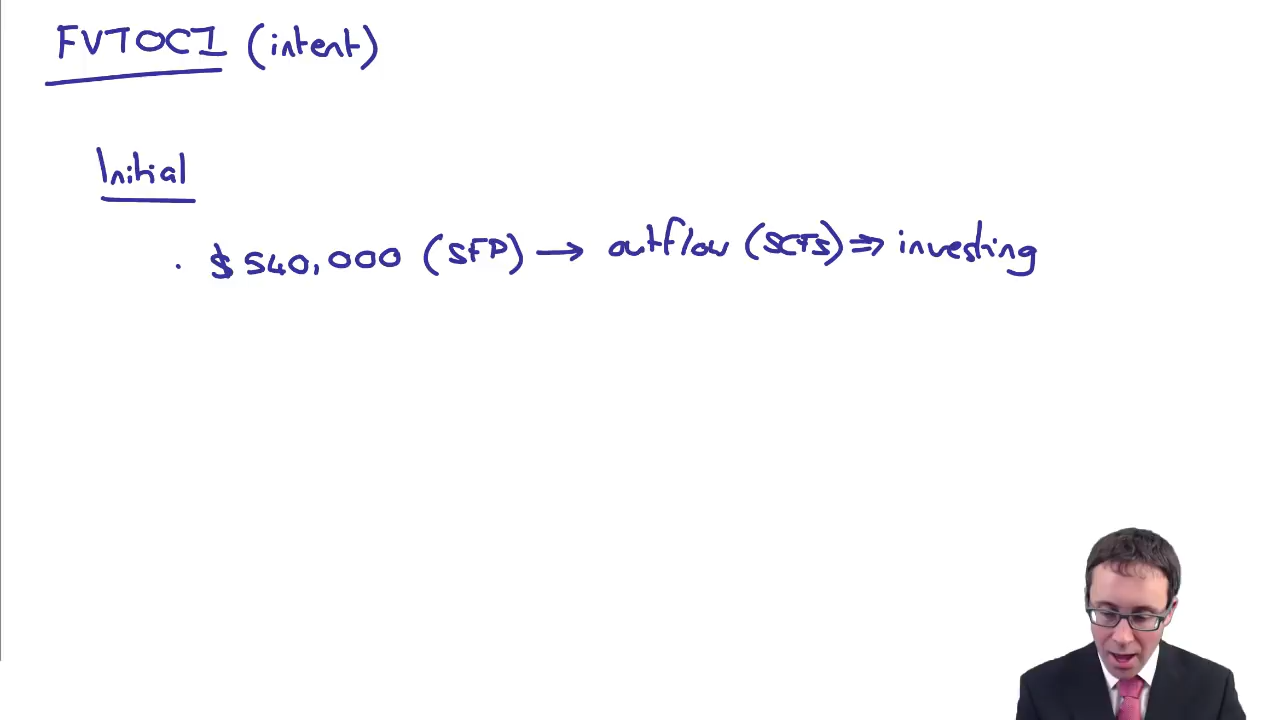 FVTOCI (intent)
Initial
. $540,000 (SFP) → outflow (SCFs) ⇒ investing